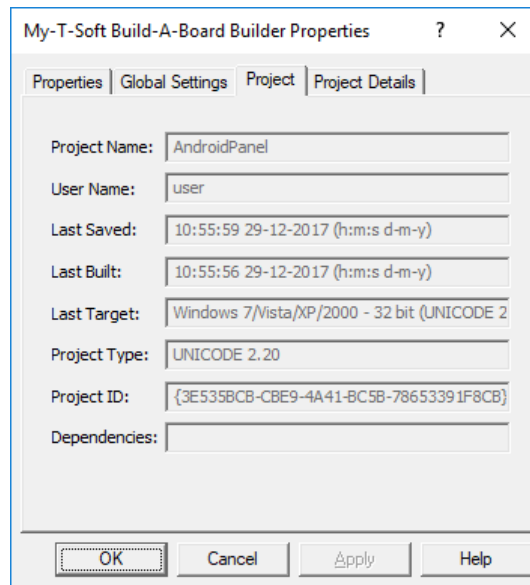 My-T-Soft Build-A-Board Builder Properties ?
Properties Global Settings Project Project Details
Project Name: AndroidPanel
User Name: user
Last Saved: 10:55:59 29-12-2017 (h:m:s d-m-y)
Last Built: 10:55:56 29-12-2017 (h:m:s d-m-y)
Last Target: Windows 7/Vista/XP/2000 - 32 bit (UNICODE 2
Project Type: UNICODE 2.20
Project ID: {3E535BCB-CBE9-4A41-BC5B-78653391F8CB}
Dependencies:
OK Cancel Apply Help